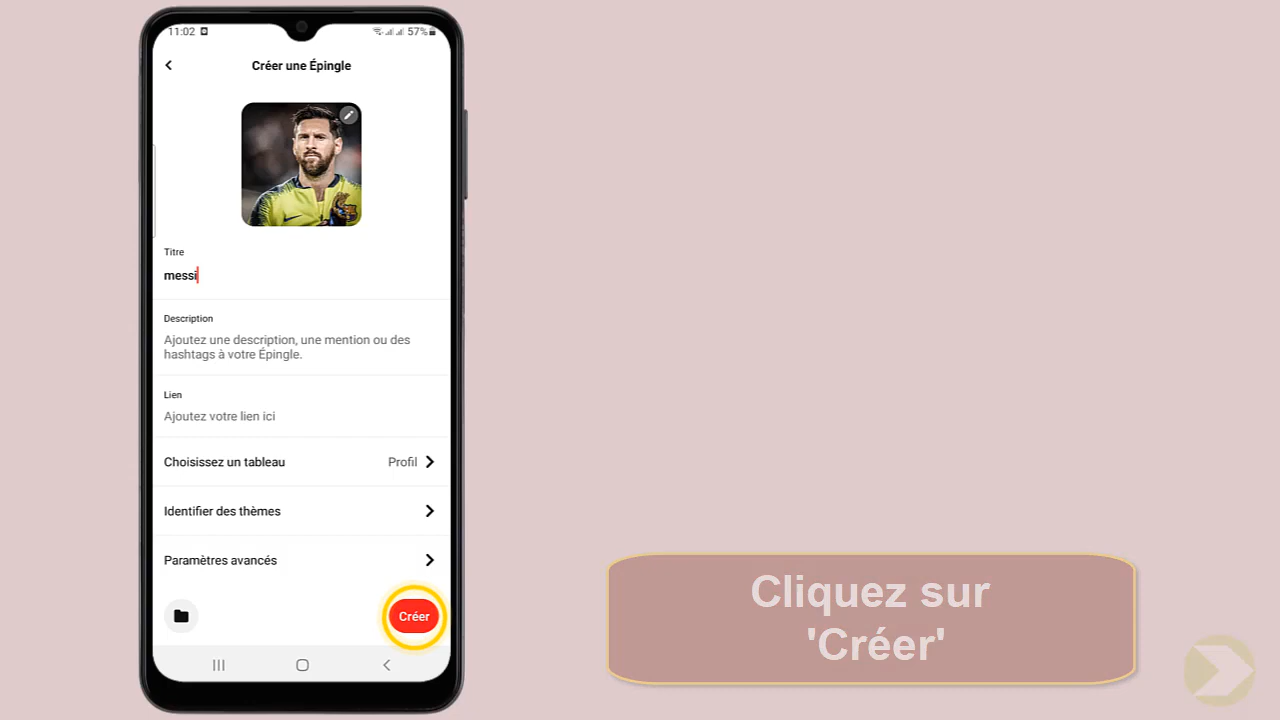 11:02
57%
Créer une Épingle
Titre
messi
Description
Ajoutez une description, une mention ou des
hashtags à votre Épingle.
Lien
Ajoutez votre lien ici
Choisissez un tableau
Profil
Identifier des thèmes
Paramètres avancés
Créer
Cliquez sur
'Créer'